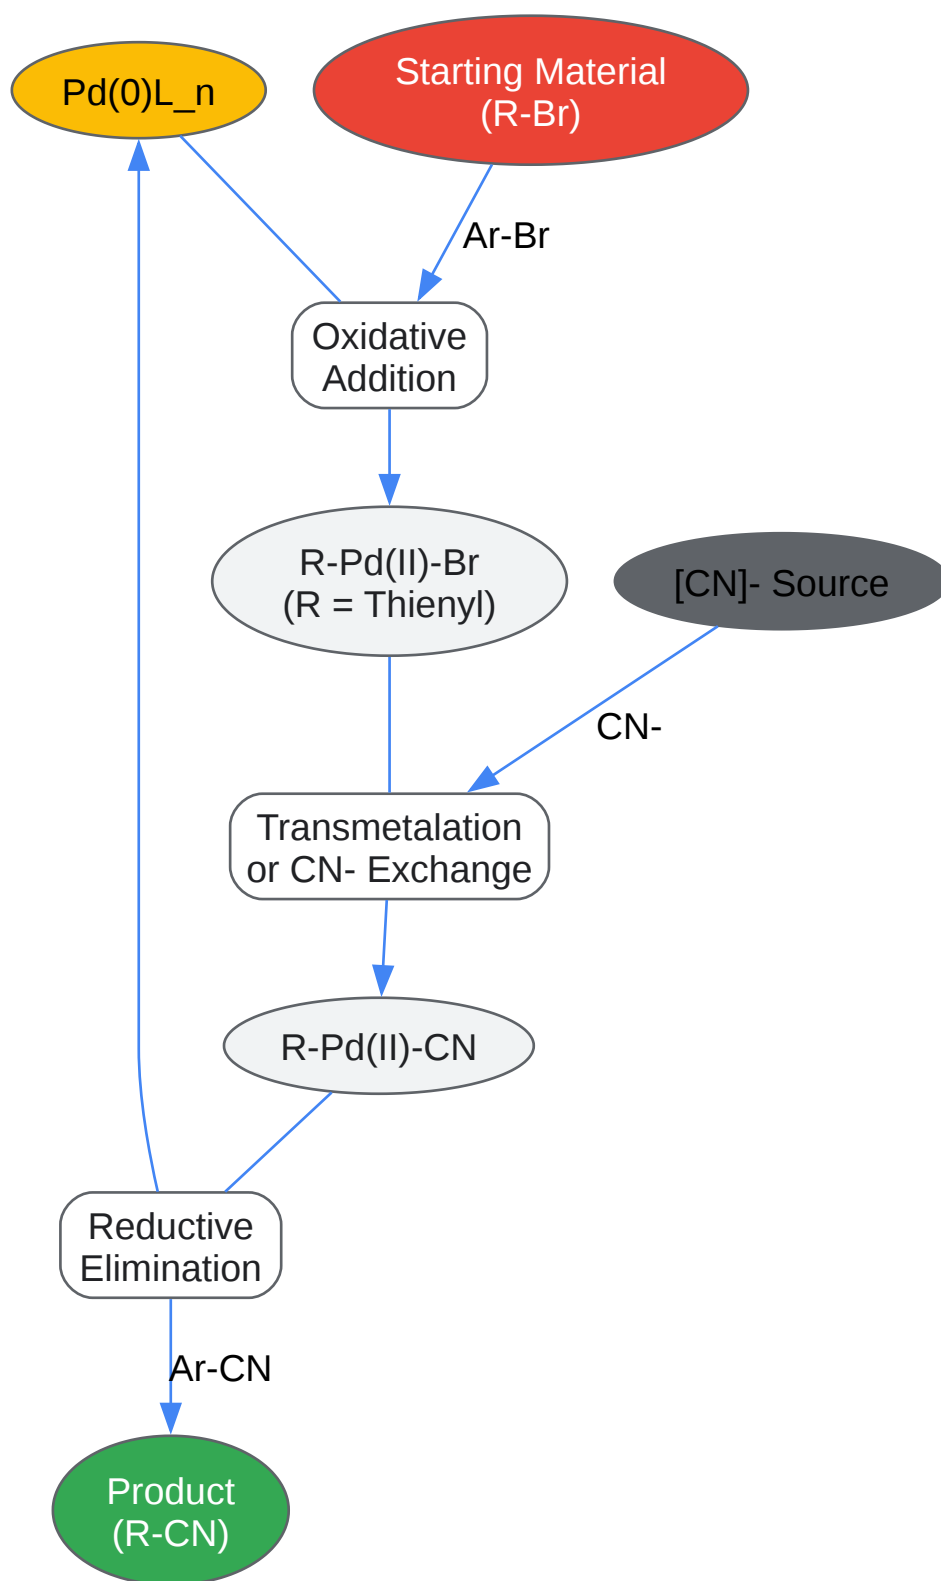 Pd(0)L_n
Starting Material
(R-Br)
Ar-Br
Oxidative
Addition
R-Pd(II)-Br
(R = Thienyl)
[CN]- Source
CN-
Transmetalation
or CN- Exchange
R-Pd(II)-CN
Reductive
Elimination
Ar-CN
Product
(R-CN)